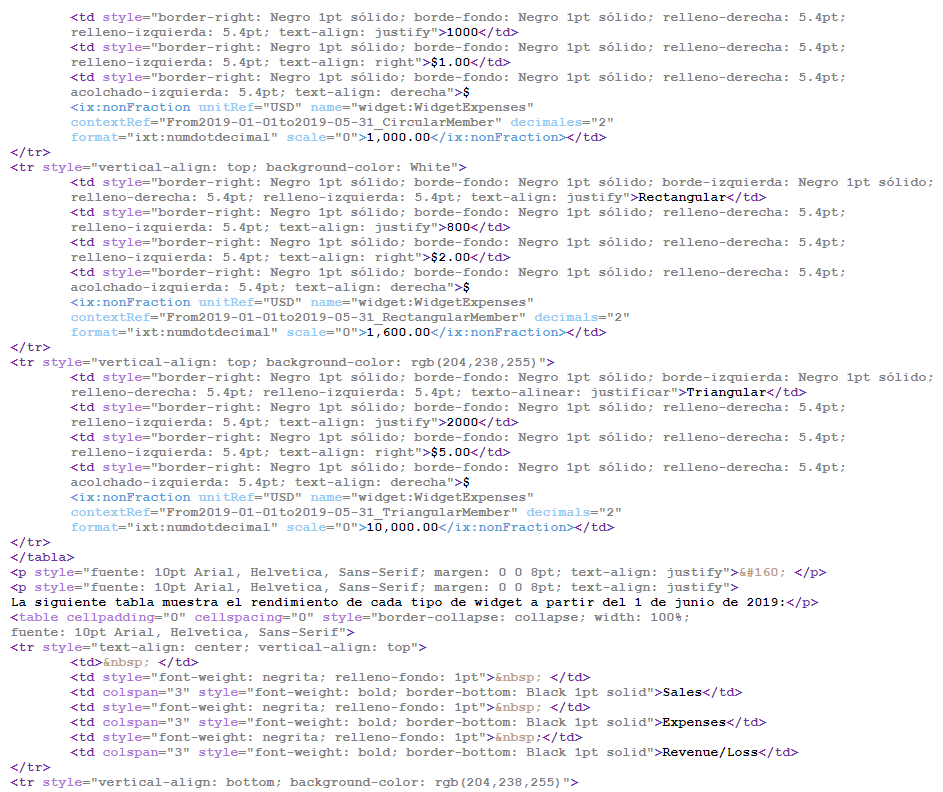 <td style="border-right: Negro 1pt sólido; borde-fondo: Negro 1pt sólido; relleno-derecha: 5.4pt;
relleno-izquierda: 5.4pt; text-align: justify">1000</td>
<td style="border-right: Negro 1pt sólido; borde-fondo: Negro 1pt sólido; relleno-derecha: 5.4pt;
relleno-izquierda: 5.4pt; text-align: right">$1.00</td>
<td style="border-right: Negro 1pt sólido; borde-fondo: Negro 1pt sólido; relleno-derecha: 5.4pt;
acolchado-izquierda: 5.4pt; text-align: derecha">$
<ix:nonFraction unitRef="USD" name="widget:WidgetExpenses"
contextRef="From2019-01-01to2019-05-31_CircularMember" decimales="2"
format="ixt:numdotdecimal" scale="0">1,000.00</ix:nonFraction></td>
</tr>
<tr style="vertical-align: top; background-color: White">
<td style="border-right: Negro 1pt sólido; borde-fondo: Negro 1pt sólido; borde-izquierda: Negro 1pt sólido;
relleno-derecha: 5.4pt; relleno-izquierda: 5.4pt; text-align: justify">Rectangular</td>
<td style="border-right: Negro 1pt sólido; borde-fondo: Negro 1pt sólido; relleno-derecha: 5.4pt;
relleno-izquierda: 5.4pt; text-align: justify">800</td>
<td style="border-right: Negro 1pt sólido; borde-fondo: Negro 1pt sólido; relleno-derecha: 5.4pt;
relleno-izquierda: 5.4pt; text-align: right">$2.00</td>
<td style="border-right: Negro 1pt sólido; borde-fondo: Negro 1pt sólido; relleno-derecha: 5.4pt;
acolchado-izquierda: 5.4pt; text-align: derecha">$
<ix:nonFraction unitRef="USD" name="widget:WidgetExpenses"
contextRef="From2019-01-01to2019-05-31_RectangularMember" decimals="2"
format="ixt:numdotdecimal" scale="0">1,600.00</ix:nonFraction></td>
</tr>
<tr style="vertical-align: top; background-color: rgb(204,238,255)">
<td style="border-right: Negro 1pt sólido; borde-fondo: Negro 1pt sólido; borde-izquierda: Negro 1pt sólido;
relleno-derecha: 5.4pt; relleno-izquierda: 5.4pt; texto-alinear: justificar">Triangular</td>
<td style="border-right: Negro 1pt sólido; borde-fondo: Negro 1pt sólido; relleno-derecha: 5.4pt;
relleno-izquierda: 5.4pt; text-align: justify">2000</td>
<td style="border-right: Negro 1pt sólido; borde-fondo: Negro 1pt sólido; relleno-derecha: 5.4pt;
relleno-izquierda: 5.4pt; text-align: right">$5.00</td>
<td style="border-right: Negro 1pt sólido; borde-fondo: Negro 1pt sólido; relleno-derecha: 5.4pt;
acolchado-izquierda: 5.4pt; text-align: derecha">$
<ix:nonFraction unitRef="USD" name="widget:WidgetExpenses"
contextRef="From2019-01-01to2019-05-31_TriangularMember" decimals="2"
format="ixt:numdotdecimal" scale="0">10,000.00</ix:nonFraction></td>
</tr>
</tabla>
<p style="fuente: 10pt Arial, Helvetica, Sans-Serif; margen: 0 0 8pt; text-align: justify">&#160; </p>
<p style="fuente: 10pt Arial, Helvetica, Sans-Serif; margen: 0 0 8pt; text-align: justify">
La siguiente tabla muestra el rendimiento de cada tipo de widget a partir del 1 de junio de 2019:</p>
<table cellpadding="0" cellspacing="0" style="border-collapse: collapse; width: 100%;
fuente: 10pt Arial, Helvetica, Sans-Serif">
<tr style="text-align: center; vertical-align: top">
<td>&nbsp; </td>
<td style="font-weight: negrita; relleno-fondo: 1pt">&nbsp; </td>
<td colspan="3" style="font-weight: bold; border-bottom: Black 1pt solid">Sales</td>
<td style="font-weight: negrita; relleno-fondo: 1pt">&nbsp; </td>
<td colspan="3" style="font-weight: bold; border-bottom: Black 1pt solid">Expenses</td>
<td style="font-weight: negrita; relleno-fondo: 1pt">&nbsp;</td>
<td colspan="3" style="font-weight: bold; border-bottom: Black 1pt solid">Revenue/Loss</td>
</tr>
<tr style="vertical-align: bottom; background-color: rgb(204,238,255)">